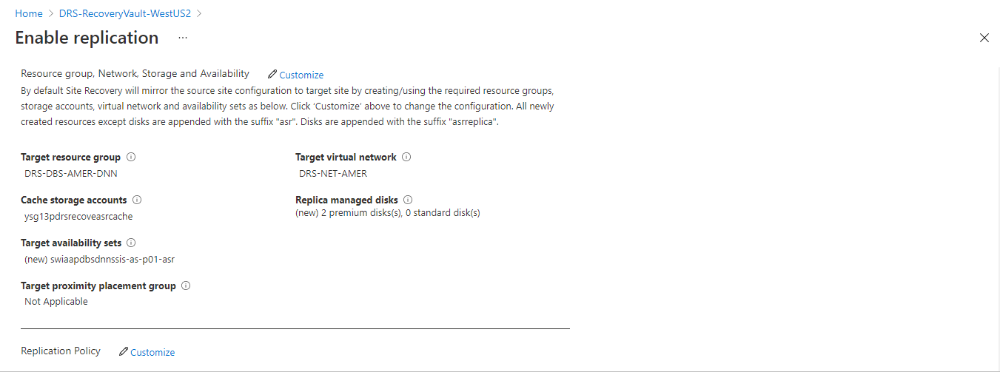 Home > DRS-RecoveryVault-WestUS2 >
Enable replication ...
Resource group, Network, Storage and Availability Customize
By default Site Recovery will mirror the source site configuration to target site by creating/using the required resource groups,
storage accounts, virtual network and availability sets as below. Click ‘Customize’ above to change the configuration. All newly
created resources except disks are appended with the suffix "asr". Disks are appended with the suffix "asrreplica".
Target resource group
DRS-DBS-AMER-DNN
Target virtual network
DRS-NET-AMER
Cache storage accounts
ysg13pdrsrecoveasrcache
Replica managed disks
(new) 2 premium disks(s), 0 standard disk(s)
Target availability sets
(new) swiaapdbsdnnssis-as-p01-asr
Target proximity placement group
Not Applicable
Replication Policy Customize